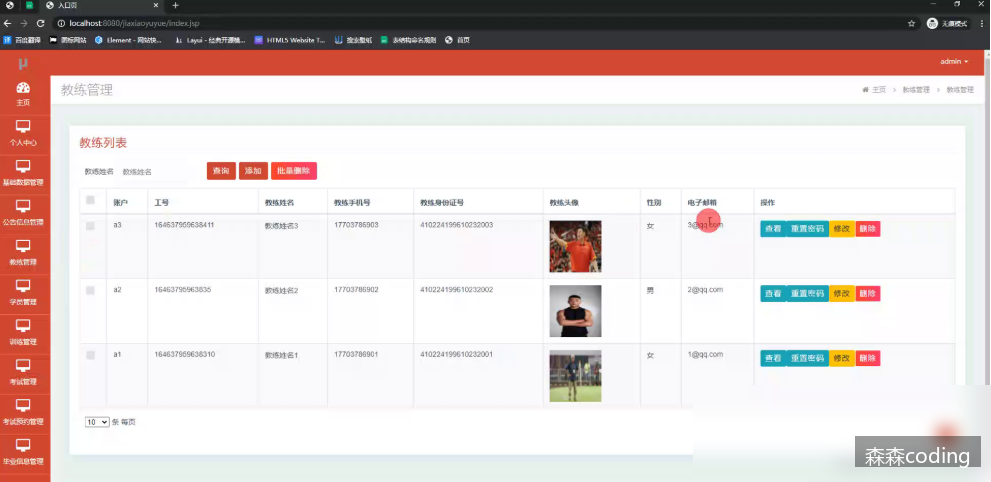 入口页
localhost:8080/jiaxiaoyuyue/index.jsp
无痕模式
百度翻译 图标网站 Element - 网站快... Layui - 经典开源模... HTML5 Website T... 搜索壁纸 表结构命名规则 首页
μ
admin
主页
个人中心
基础数据管理
公告信息管理
教练管理
学员管理
训练管理
考试管理
考试预约管理
毕业信息管理
教练管理
主页 > 教练管理 > 教练管理
教练列表
教练姓名 教练姓名 查询 添加 批量删除
账户 工号 教练姓名 教练手机号 教练身份证号 教练头像 性别 电子邮箱 操作
a3 164637959638411 教练姓名3 17703786903 410224199610232003 女 3@qq.com 查看 重置密码 修改 删除
a2 16463795963835 教练姓名2 17703786902 410224199610232002 男 2@qq.com 查看 重置密码 修改 删除
a1 164637959638310 教练姓名1 17703786901 410224199610232001 女 1@qq.com 查看 重置密码 修改 删除
10 条 每页
森森coding